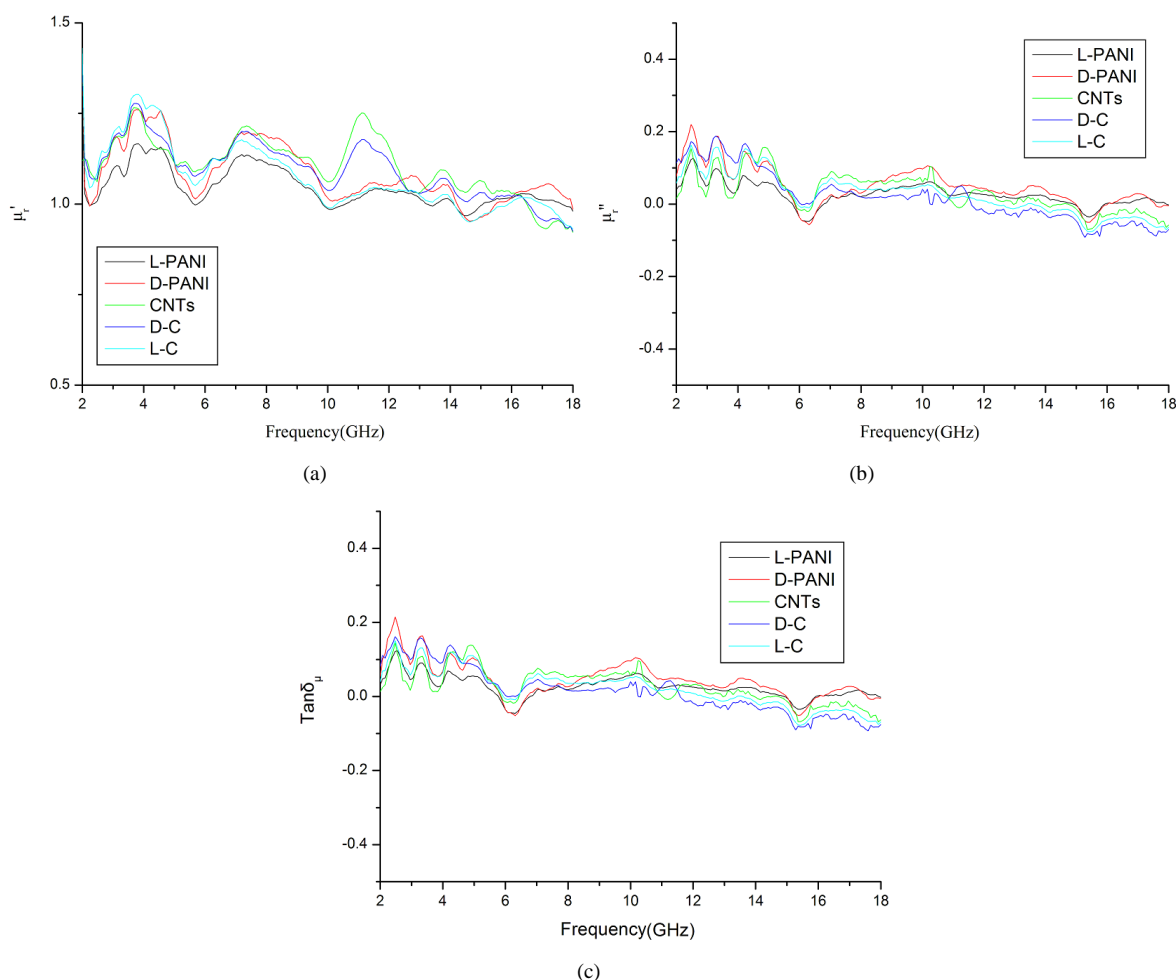 1.5
1.0
0.5
μr'
L-PANI
D-PANI
CNTs
D-C
L-C
2 4 6 8 10 12 14 16 18
Frequency(GHz)
(a)
0.4
0.2
0.0
-0.2
-0.4
μr''
L-PANI
D-PANI
CNTs
D-C
L-C
2 4 6 8 10 12 14 16 18
Frequency(GHz)
(b)
0.4
0.2
0.0
-0.2
-0.4
Tanδμ
L-PANI
D-PANI
CNTs
D-C
L-C
2 4 6 8 10 12 14 16 18
Frequency(GHz)
(c)